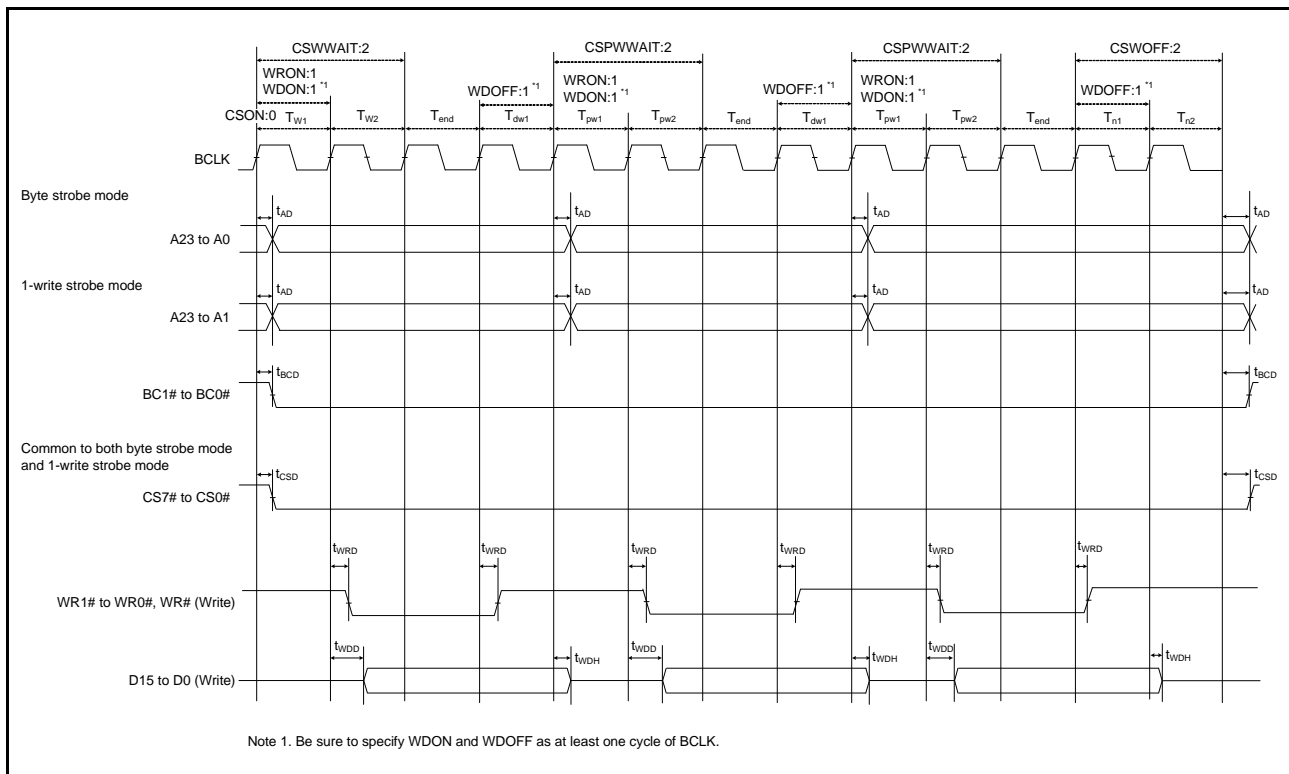 CSWWAIT:2 CSPWWAIT:2 CSPWWAIT:2 CSWOFF:2
WRON:1 WRON:1 WRON:1
WDON:1 *1 WDOFF:1 *1 WDON:1 *1 WDOFF:1 *1 WDON:1 *1 WDOFF:1 *1
CSON:0 TW1 TW2 Tend Tdw1 Tpw1 Tpw2 Tend Tdw1 Tpw1 Tpw2 Tend Tn1 Tn2
BCLK
Byte strobe mode
tAD tAD tAD tAD
A23 to A0
1-write strobe mode
tAD tAD tAD tAD
A23 to A1
tBCD tBCD
BC1# to BC0#
Common to both byte strobe mode
and 1-write strobe mode
tCSD tCSD
CS7# to CS0#
tWRD tWRD tWRD tWRD tWRD tWRD
WR1# to WR0#, WR# (Write)
tWDD tWDH tWDD tWDH tWDD tWDH
D15 to D0 (Write)
Note 1. Be sure to specify WDON and WDOFF as at least one cycle of BCLK.